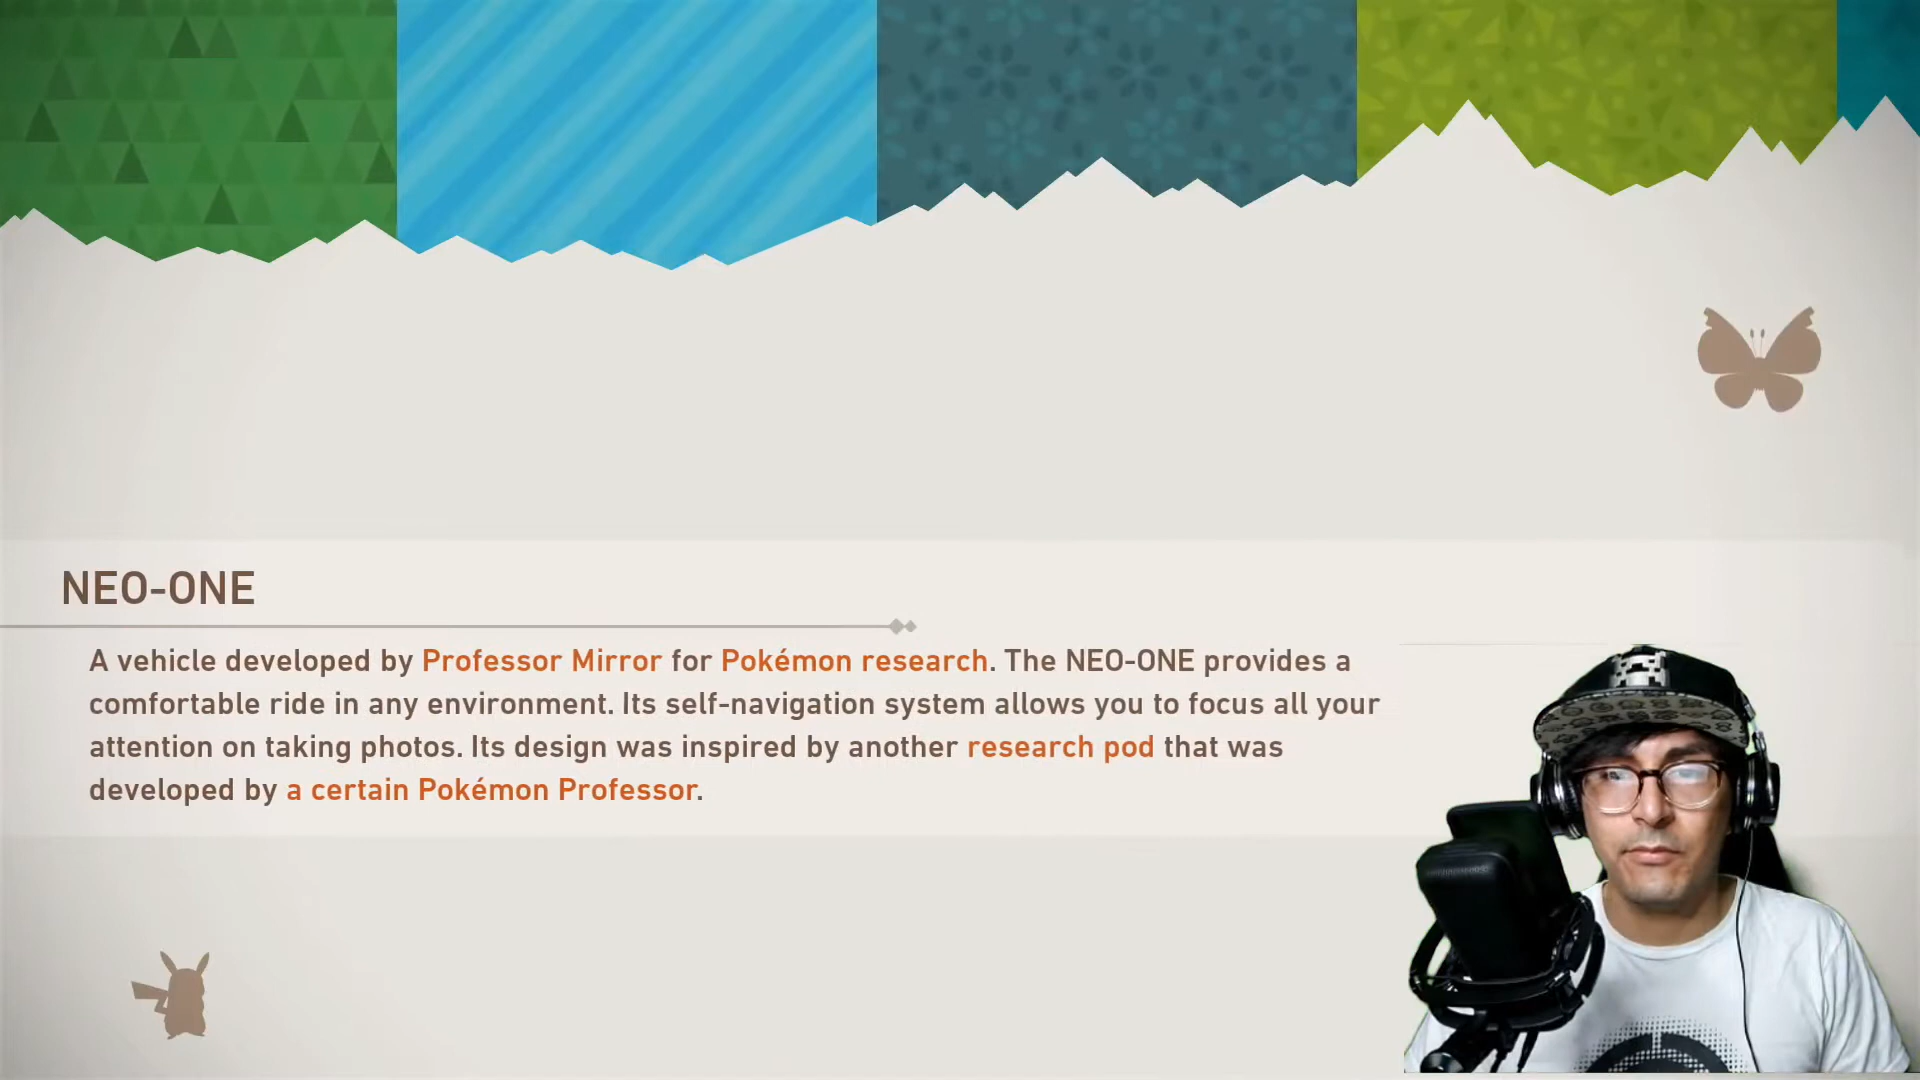 NEO-ONE
A vehicle developed by Professor Mirror for Pokémon research. The NEO-ONE provides a
comfortable ride in any environment. Its self-navigation system allows you to focus all your
attention on taking photos. Its design was inspired by another research pod that was
developed by a certain Pokémon Professor.